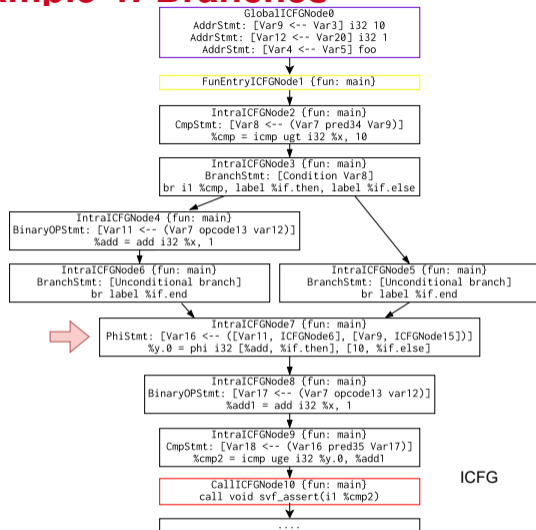 GlobalICFGNode0
AddrStmt: [Var9 <-- Var3] i32 10
AddrStmt: [Var12 <-- Var20] i32 1
AddrStmt: [Var4 <-- Var5] foo
FunEntryICFGNode1 {fun: main}
IntraICFGNode2 {fun: main}
CmpStmt: [Var8 <-- (Var7 pred34 Var9)]
%cmp = icmp ugt i32 %x, 10
IntraICFGNode3 {fun: main}
BranchStmt: [Condition Var8]
br i1 %cmp, label %if.then, label %if.else
IntraICFGNode4 {fun: main}
BinaryOPStmt: [Var11 <-- (Var7 opcode13 var12)]
%add = add i32 %x, 1
IntraICFGNode6 {fun: main}
BranchStmt: [Unconditional branch]
br label %if.end
IntraICFGNode5 {fun: main}
BranchStmt: [Unconditional branch]
br label %if.end
IntraICFGNode7 {fun: main}
PhiStmt: [Var16 <-- ([Var11, ICFGNode6], [Var9, ICFGNode15])]
%y.0 = phi i32 [%add, %if.then], [10, %if.else]
IntraICFGNode8 {fun: main}
BinaryOPStmt: [Var17 <-- (Var7 opcode13 var12)]
%add1 = add i32 %x, 1
IntraICFGNode9 {fun: main}
CmpStmt: [Var18 <-- (Var16 pred35 Var17)]
%cmp2 = icmp uge i32 %y.0, %add1
ICFG
CallICFGNode10 {fun: main}
call void svf_assert(i1 %cmp2)
....